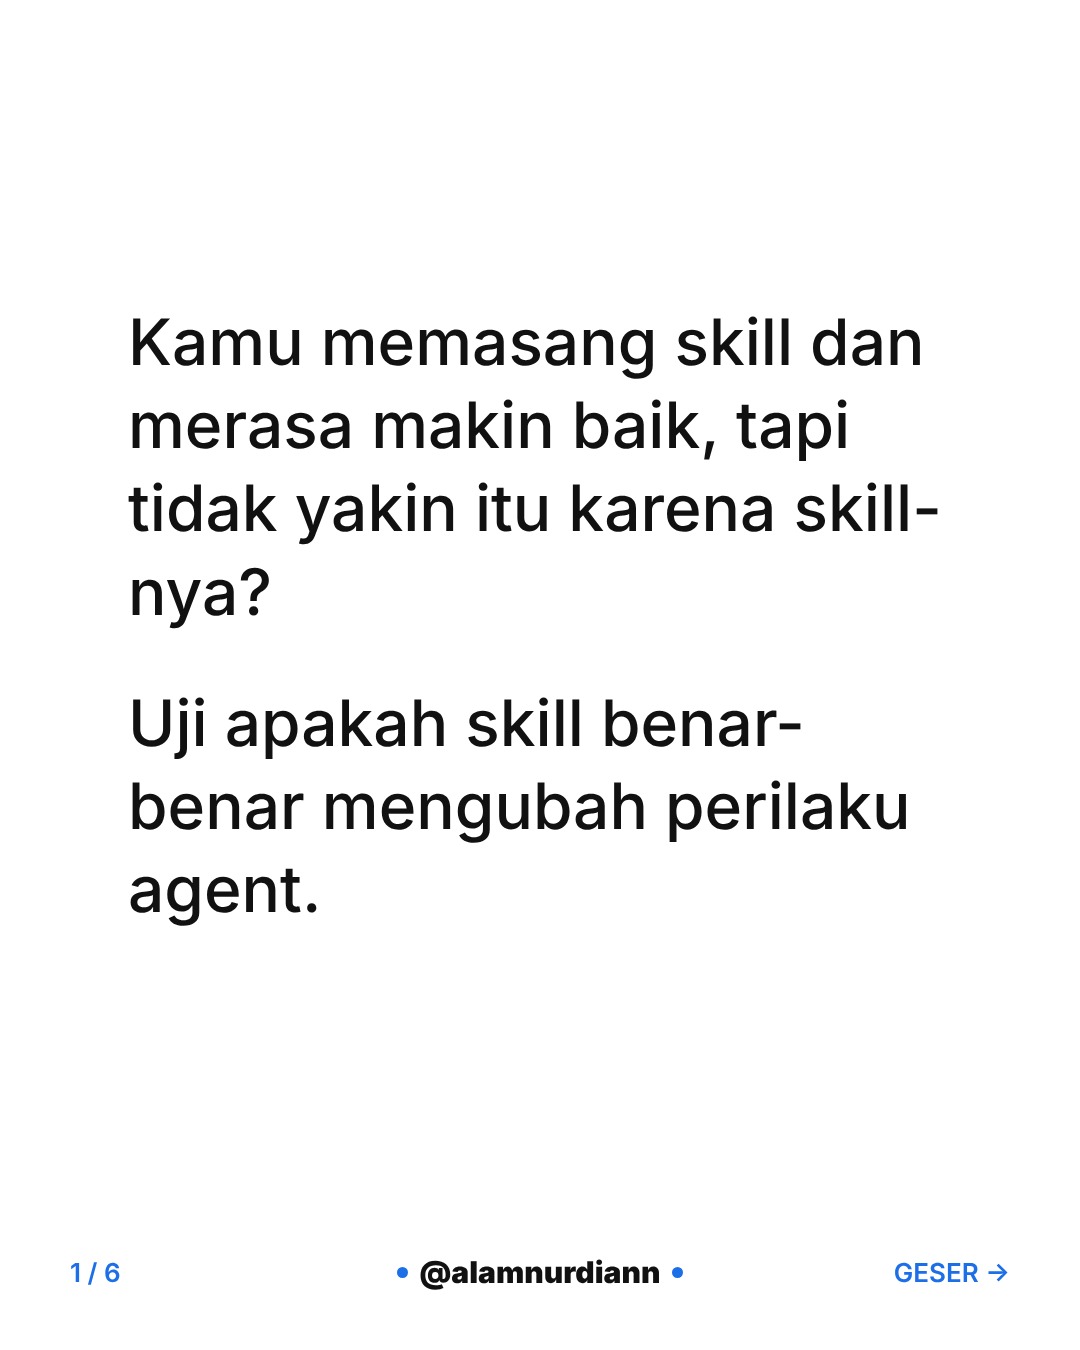 Kamu memasang skill dan
merasa makin baik, tapi
tidak yakin itu karena skill-
nya?
Uji apakah skill benar-
benar mengubah perilaku
agent.
1 / 6
• @alamnurdiann •
GESER →